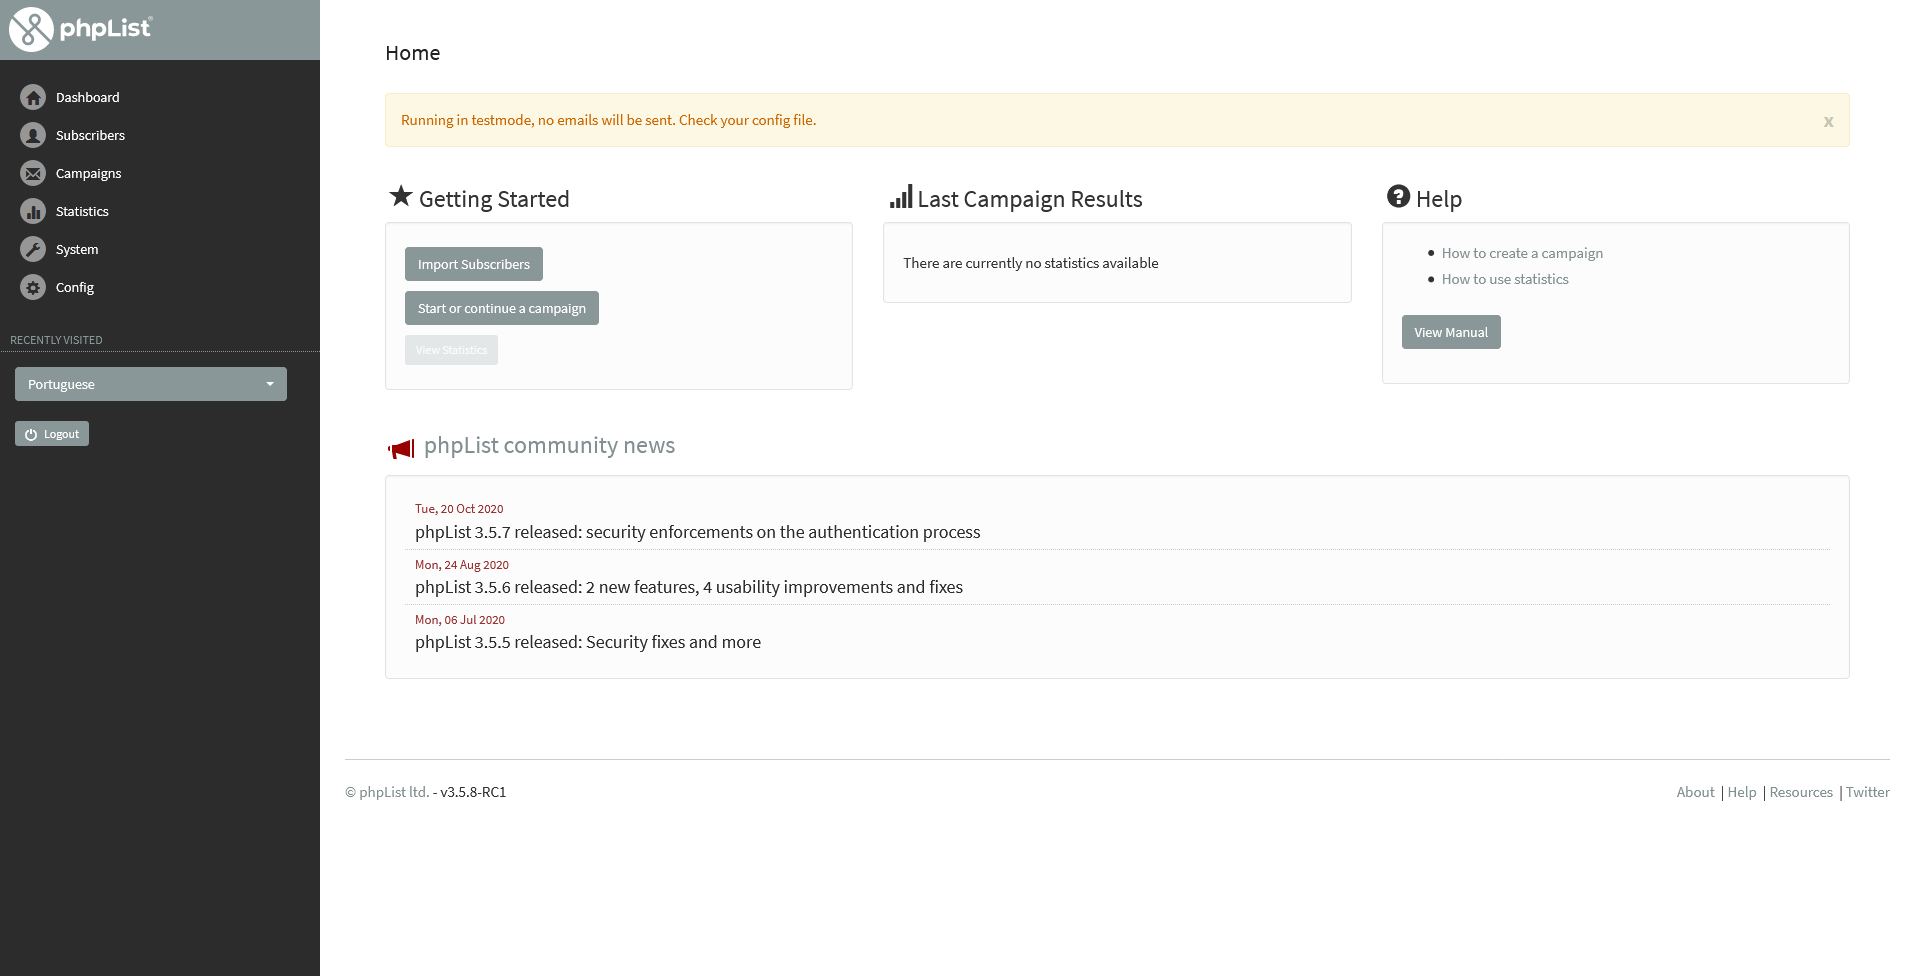 phpList
Dashboard
Subscribers
Campaigns
Statistics
System
Config
RECENTLY VISITED
Portuguese
Logout
Home
Running in testmode, no emails will be sent. Check your config file.
x
Getting Started
Import Subscribers
Start or continue a campaign
View Statistics
Last Campaign Results
There are currently no statistics available
Help
How to create a campaign
How to use statistics
View Manual
phpList community news
Tue, 20 Oct 2020
phpList 3.5.7 released: security enforcements on the authentication process
Mon, 24 Aug 2020
phpList 3.5.6 released: 2 new features, 4 usability improvements and fixes
Mon, 06 Jul 2020
phpList 3.5.5 released: Security fixes and more
© phpList ltd. - v3.5.8-RC1
About | Help | Resources | Twitter